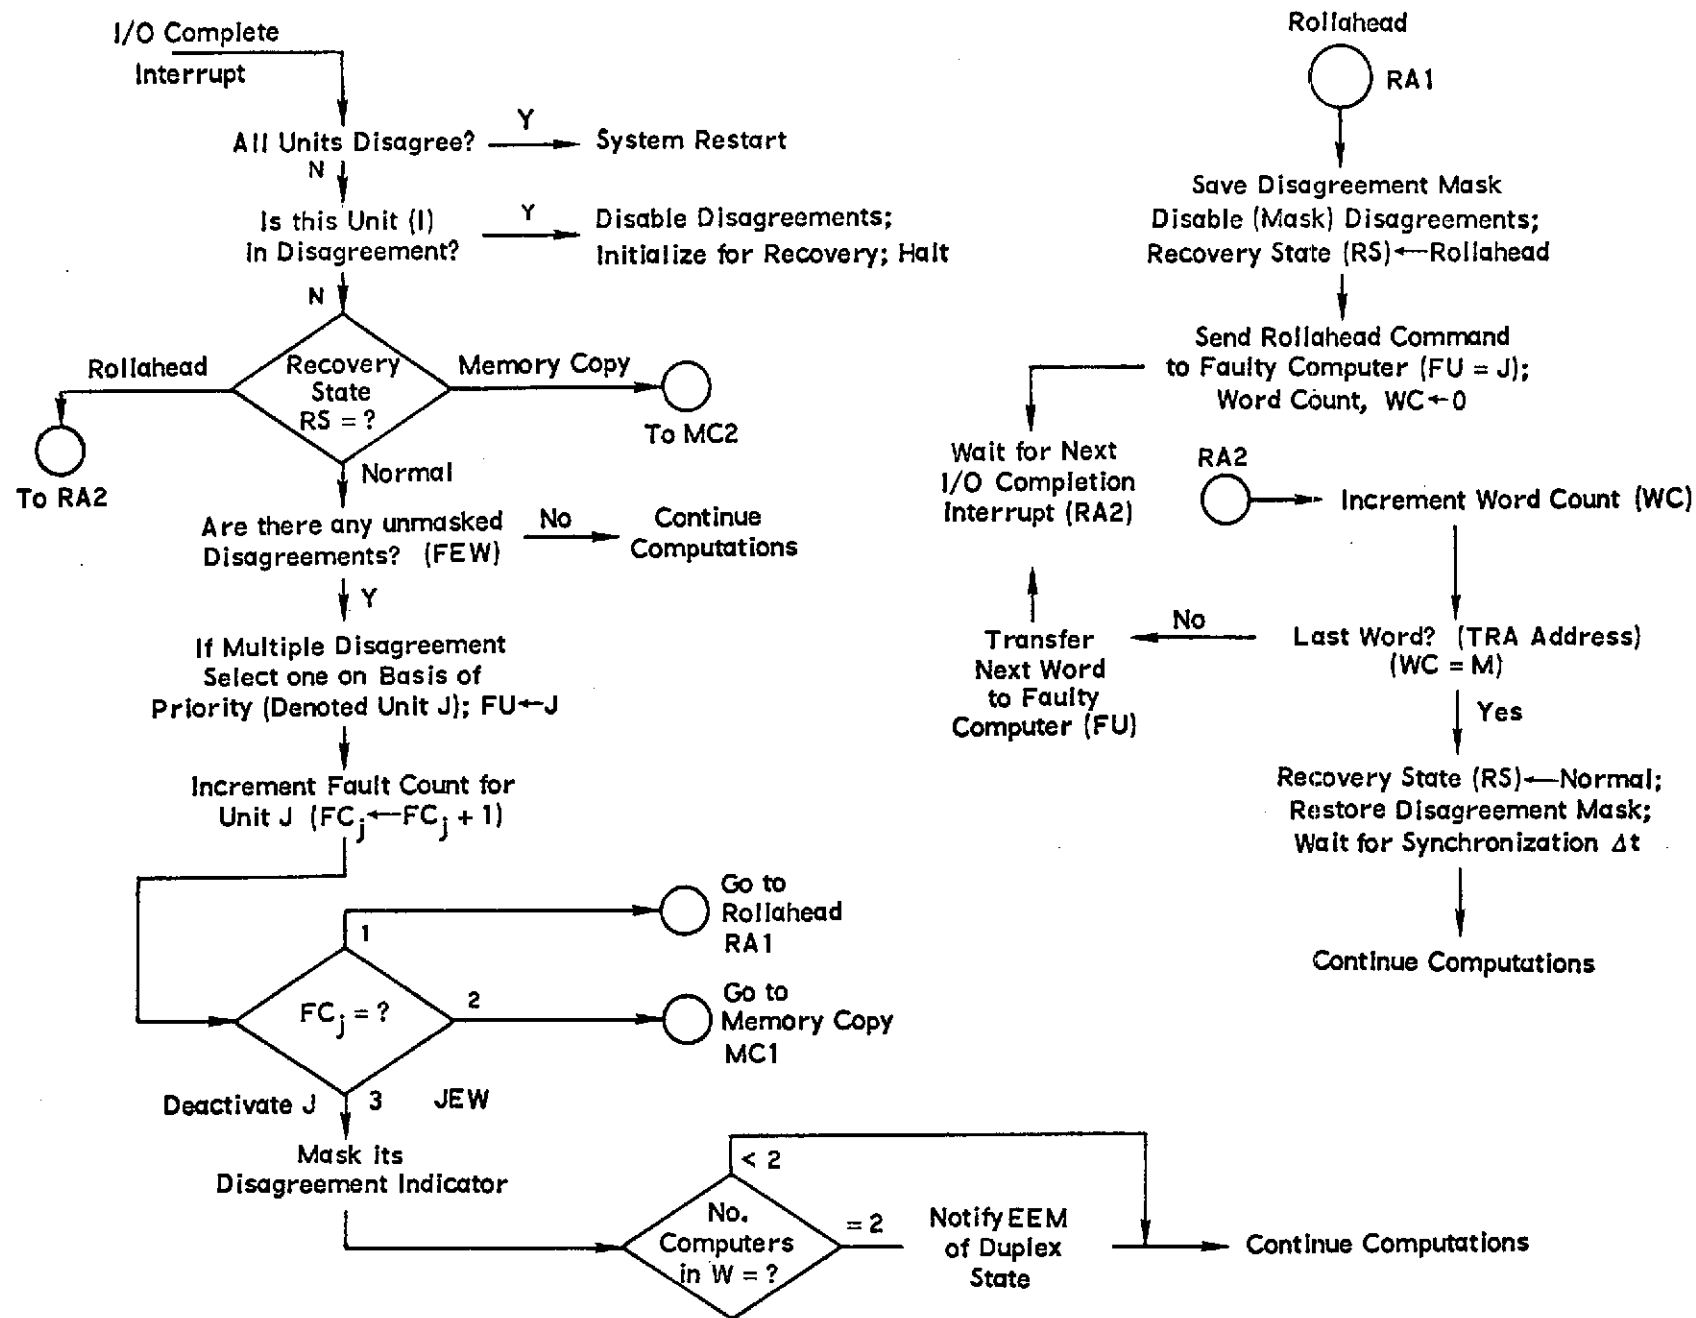 I/O Complete
Interrupt
All Units Disagree?
Y
System Restart
N
Is this Unit (I)
in Disagreement?
Y
Disable Disagreements;
Initialize for Recovery; Halt
N
Rollahead
Recovery
State
RS = ?
Memory Copy
To MC2
To RA2
Normal
Are there any unmasked
Disagreements? (FEW)
No
Continue
Computations
Y
If Multiple Disagreement
Select one on Basis of
Priority (Denoted Unit J); FU←J
Increment Fault Count for
Unit J (FCj←FCj + 1)
1
Go to
Rollahead
RA1
FCj = ?
2
Go to
Memory Copy
MC1
Deactivate J
3
JEW
Mask its
Disagreement Indicator
< 2
No.
Computers
in W = ?
= 2
Notify EEM
of Duplex
State
Continue Computations
Rollahead
RA1
Save Disagreement Mask
Disable (Mask) Disagreements;
Recovery State (RS)←Rollahead
Send Rollahead Command
to Faulty Computer (FU = J);
Word Count, WC←0
Wait for Next
I/O Completion
Interrupt (RA2)
RA2
Increment Word Count (WC)
Last Word? (TRA Address)
(WC = M)
No
Transfer
Next Word
to Faulty
Computer (FU)
Yes
Recovery State (RS)←Normal;
Restore Disagreement Mask;
Wait for Synchronization Δt
Continue Computations